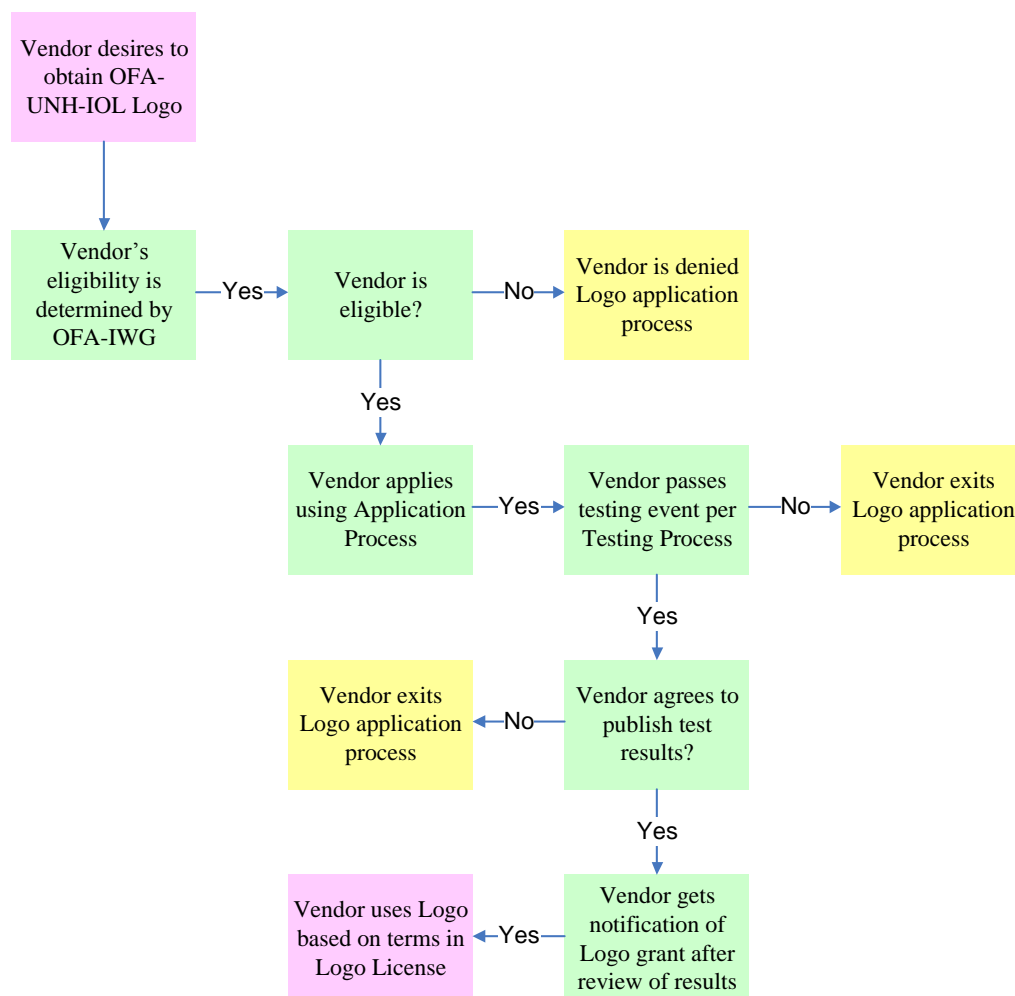 Vendor desires to
obtain OFA-
UNH-IOL Logo
Vendor’s
eligibility is
determined by
OFA-IWG
Yes
Vendor is
eligible?
No
Vendor is denied
Logo application
process
Yes
Vendor applies
using Application
Process
Yes
Vendor passes
testing event per
Testing Process
No
Vendor exits
Logo application
process
Yes
Vendor exits
Logo application
process
No
Vendor agrees to
publish test
results?
Yes
Vendor uses Logo
based on terms in
Logo License
Yes
Vendor gets
notification of
Logo grant after
review of results